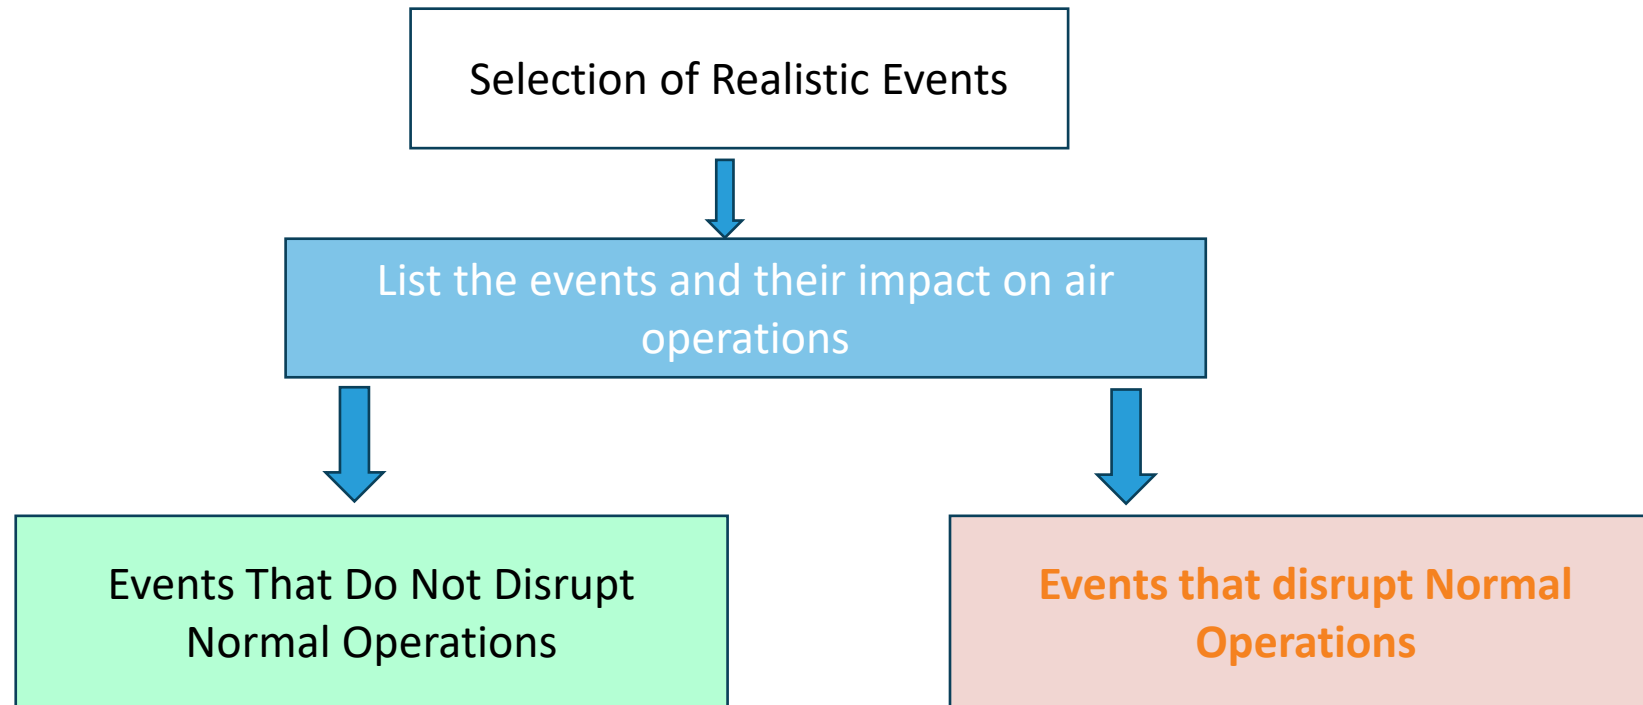 Selection of Realistic Events
List the events and their impact on air
operations
Events That Do Not Disrupt
Normal Operations
Events that disrupt Normal
Operations